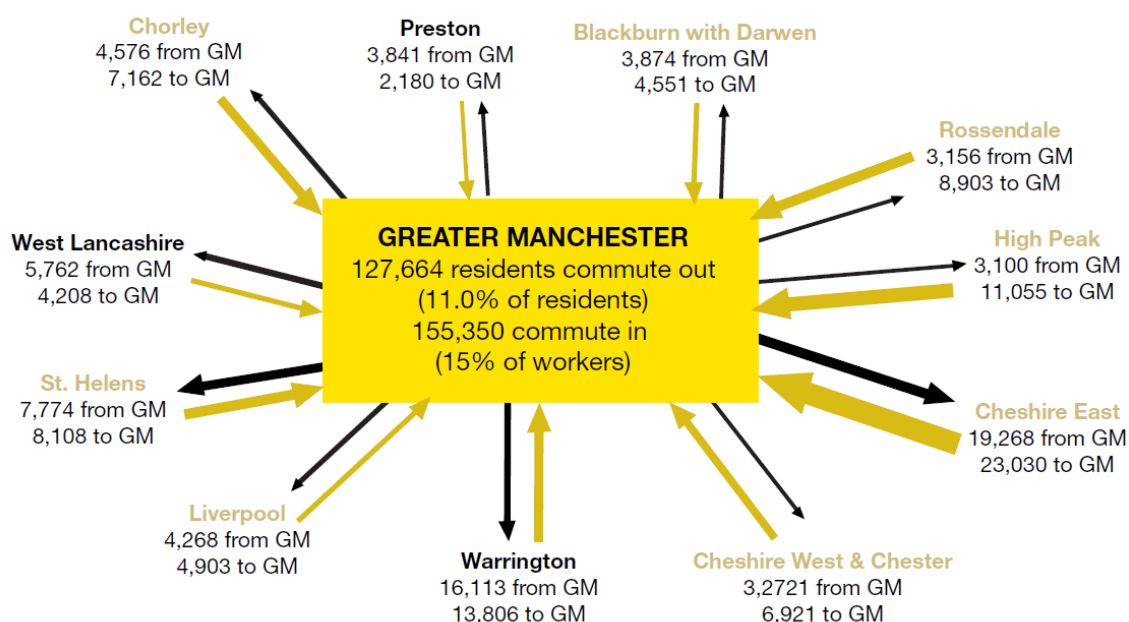 Chorley
4,576 from GM
7,162 to GM
Preston
3,841 from GM
2,180 to GM
Blackburn with Darwen
3,874 from GM
4,551 to GM
Rossendale
3,156 from GM
8,903 to GM
West Lancashire
5,762 from GM
4,208 to GM
GREATER MANCHESTER
127,664 residents commute out
(11.0% of residents)
155,350 commute in
(15% of workers)
High Peak
3,100 from GM
11,055 to GM
St. Helens
7,774 from GM
8,108 to GM
Cheshire East
19,268 from GM
23,030 to GM
Liverpool
4,268 from GM
4,903 to GM
Warrington
16,113 from GM
13.806 to GM
Cheshire West & Chester
3,2721 from GM
6.921 to GM